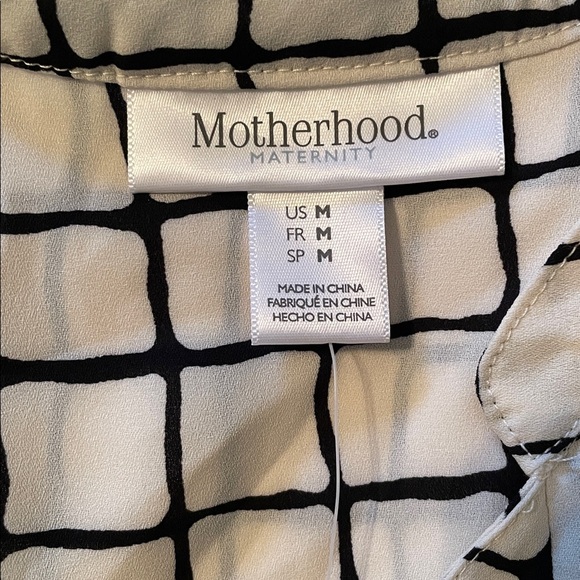 Motherhood®
MATERNITY
US M
FR M
SP M
MADE IN CHINA
FABRIQUÉ EN CHINE
HECHO EN CHINA